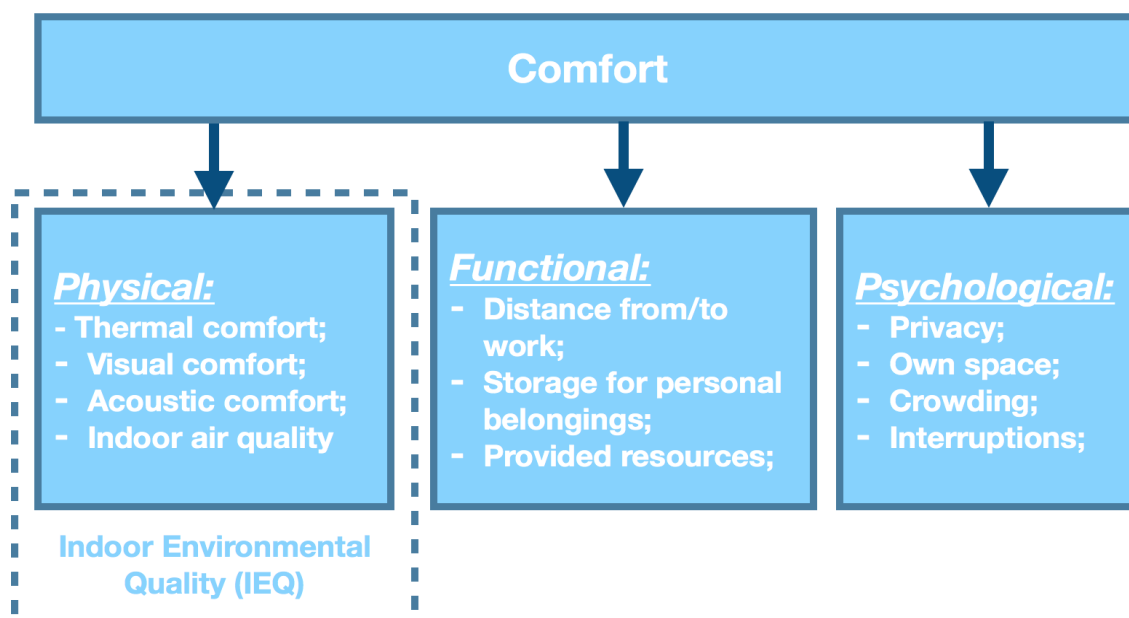 Comfort
Physical:
- Thermal comfort;
- Visual comfort;
- Acoustic comfort;
- Indoor air quality
Indoor Environmental
Quality (IEQ)
Functional:
- Distance from/to
work;
- Storage for personal
belongings;
- Provided resources;
Psychological:
- Privacy;
- Own space;
- Crowding;
- Interruptions;